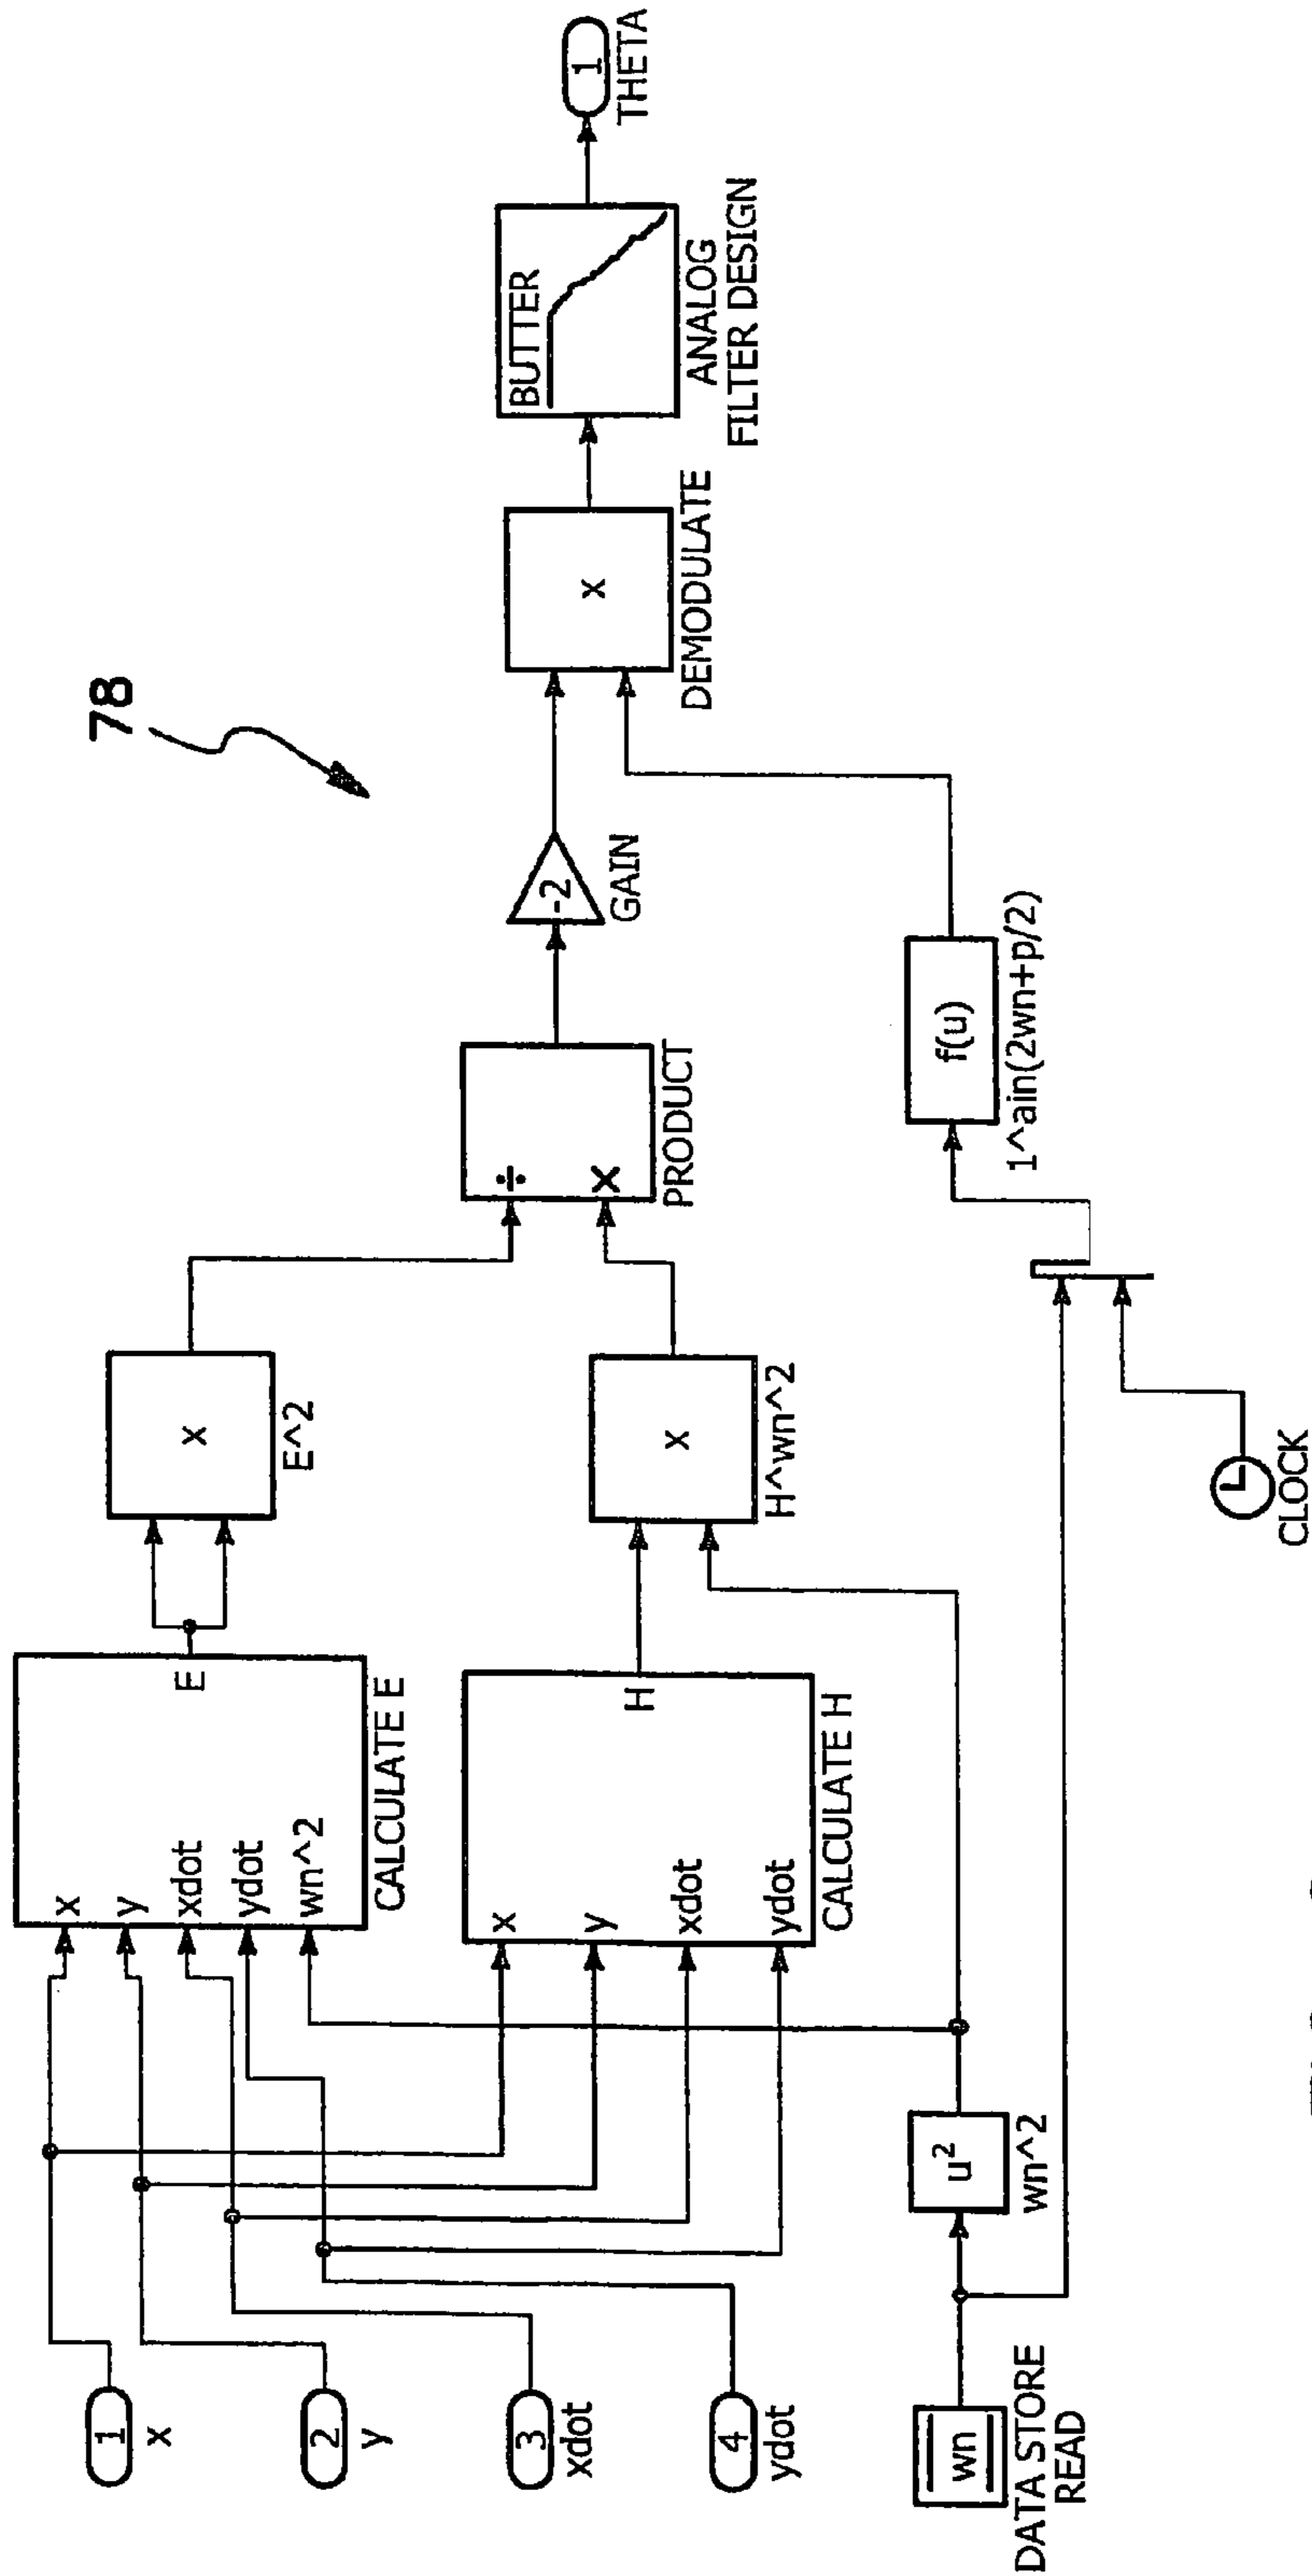 78
1
x
2
y
3
xdot
4
ydot
wn
DATA STORE
READ
u²
wn^2
x
y
xdot
ydot
wn^2
E
CALCULATE E
x
y
xdot
ydot
H
CALCULATE H
x
E^2
x
H^wn^2
CLOCK
÷
×
PRODUCT
f(u)
1^ain(2wn+p/2)
-2
GAIN
x
DEMODULATE
BUTTER
ANALOG
FILTER DESIGN
1
THETA